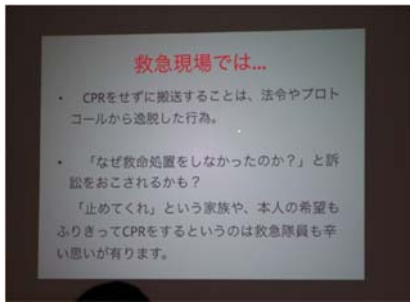 救急現場では...
・ CPRをせずに搬送することは、法令やプロト
コールから逸脱した行為。
・ 「なぜ救命処置をしなかったのか？」と訴
訟をおこされるかも？
「止めてくれ」という家族や、本人の希望も
ふりきってCPRをするというのは救急隊員も辛
い思いが有ります。